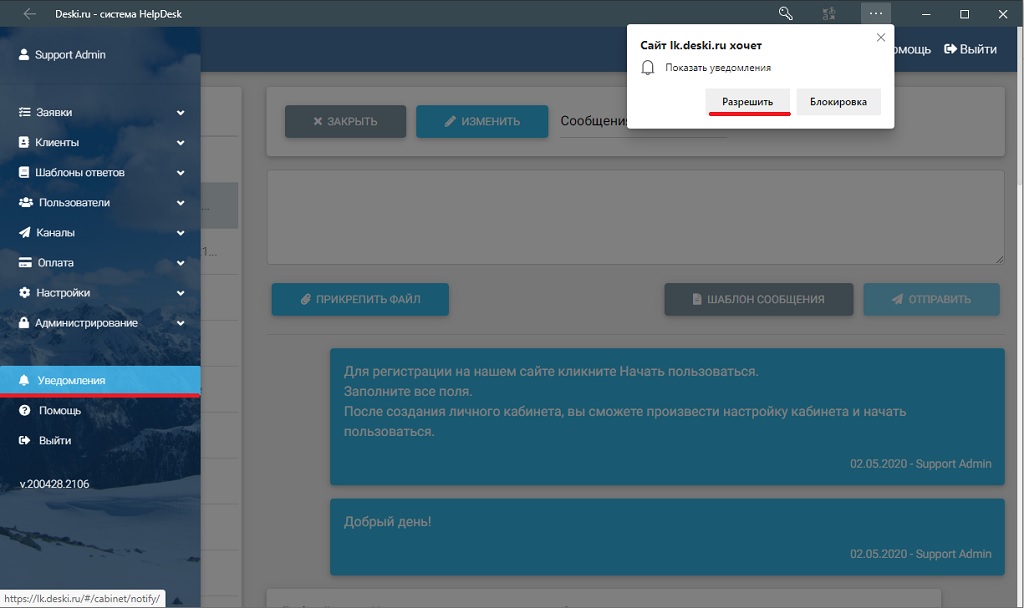 Deski.ru - система HelpDesk
Support Admin
Заявки
Клиенты
Шаблоны ответов
Пользователи
Каналы
Оплата
Настройки
Администрирование
Уведомления
Помощь
Выйти
v.200428.2106
https://lk.deski.ru/#/cabinet/notify/
Сайт lk.deski.ru хочет
Показать уведомления
Разрешить
Блокировка
Выйти
ЗАКРЫТЬ
ИЗМЕНИТЬ
Сообщения
1...
ПРИКРЕПИТЬ ФАЙЛ
ШАБЛОН СООБЩЕНИЯ
ОТПРАВИТЬ
Для регистрации на нашем сайте кликните Начать пользоваться.
Заполните все поля.
После создания личного кабинета, вы сможете произвести настройку кабинета и начать
пользоваться.
02.05.2020 - Support Admin
Добрый день!
02.05.2020 - Support Admin